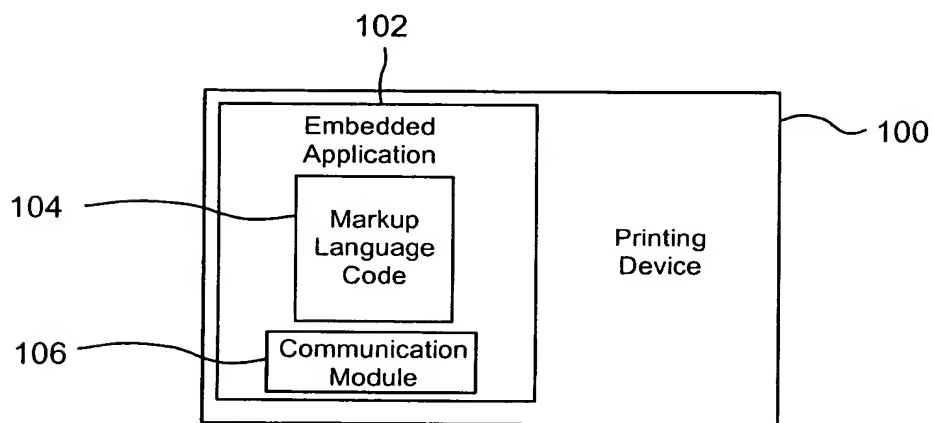 102
Embedded
Application
100
104
Markup
Language
Code
Printing
Device
106
Communication
Module